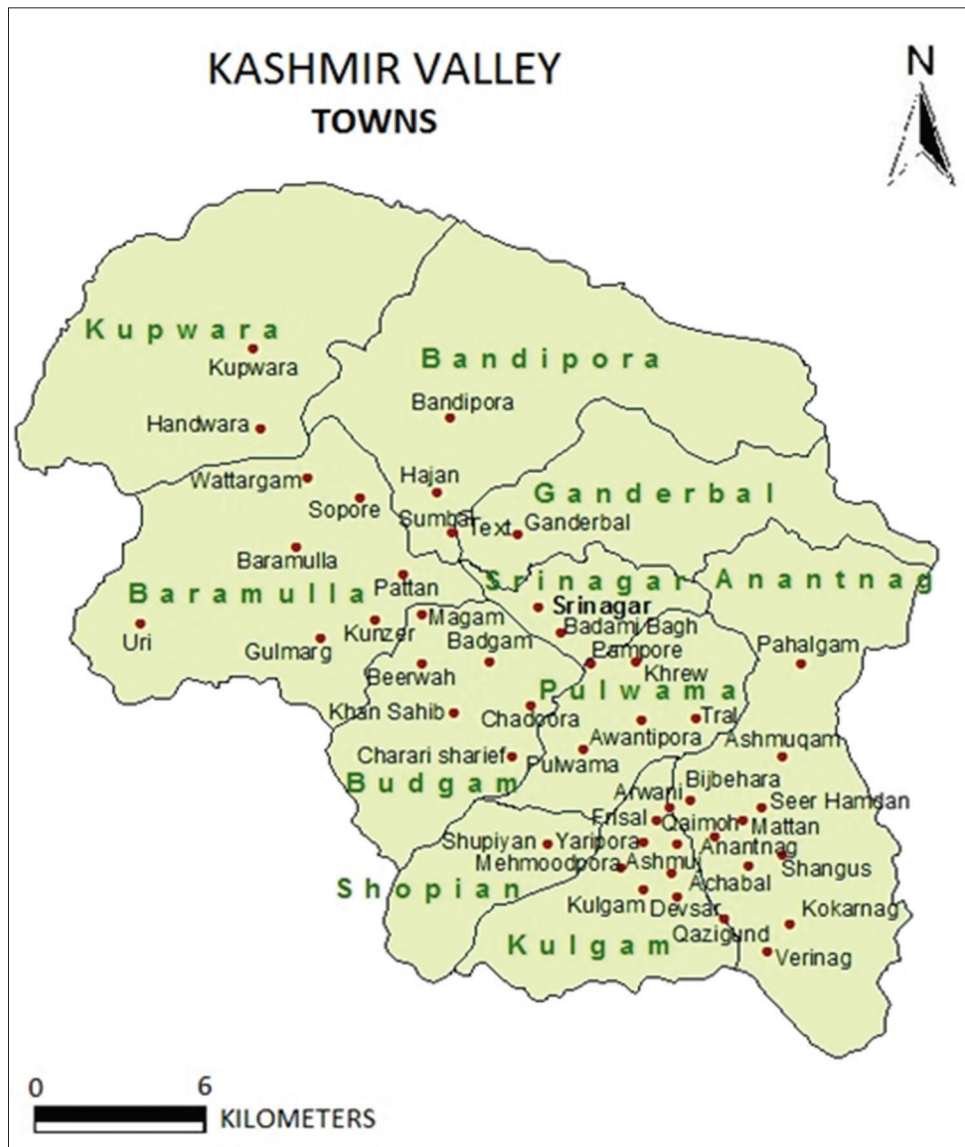 KASHMIR VALLEY
TOWNS
N
Kupwara
Kupwara
Bandipora
Bandipora
Handwara
Wattargam
Hajan
Ganderbal
Sopore
Sumbal
Text
Ganderbal
Baramulla
Pattan
Srinagar
Anantnag
Baramulla
Srinagar
Magam
Kunzer
Badami Bagh
Uri
Gulmarg
Badgam
Pampore
Pahalgam
Beerwah
Khrew
Pulwama
Khan Sahib
Chadoora
Tral
Awantipora
Ashmuqam
Charari sharief
Pulwama
Budgam
Bijbehara
Arwani
Seer Hamdan
Frisal
Qaimoh
Mattan
Shupiyan
Yaripora
Anantnag
Mehmoodpora
Ashmuji
Shangus
Achabal
Shopian
Kulgam
Devsar
Kokarnag
Qazigund
Kulgam
Verinag
0
6
KILOMETERS